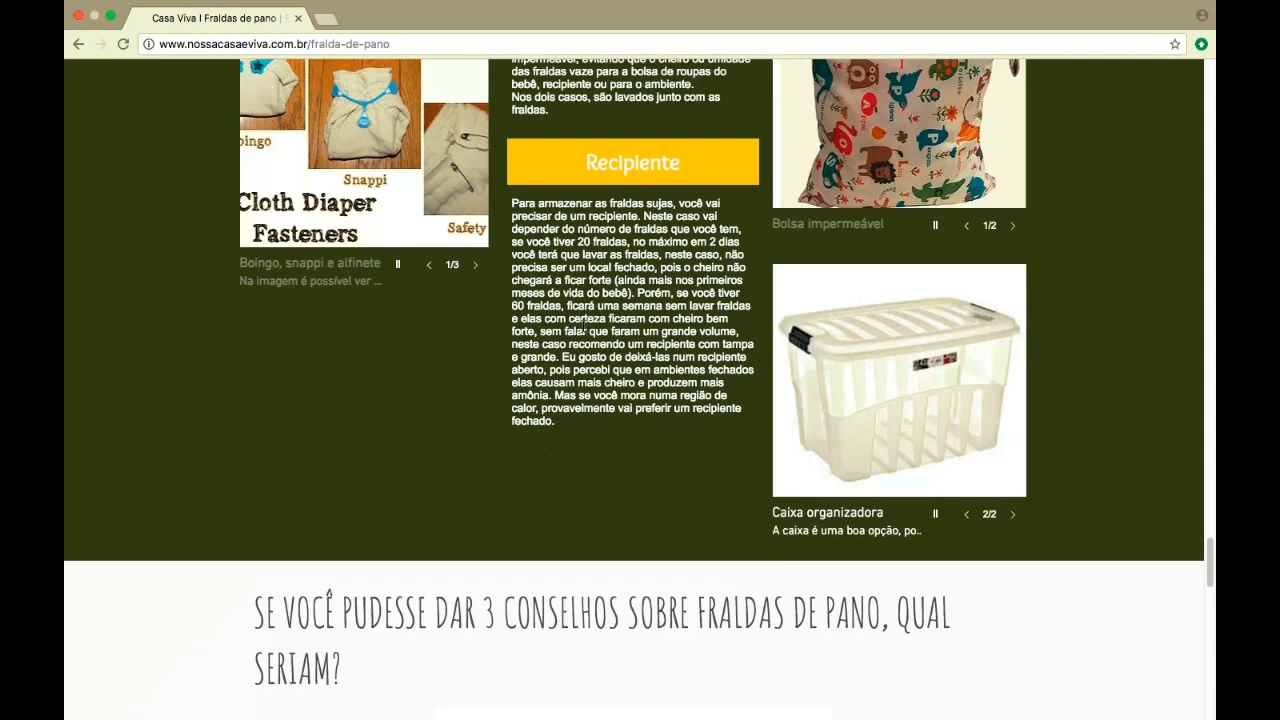 Casa Viva I Fraldas de pano |
www.nossacasaeviva.com.br/fralda-de-pano
Snappi
Cloth Diaper
Fasteners
Safety
Boingo, snappi e alfinete
1/3
Na imagem é possível ver ...
impermeável, evitando que o cheiro ou umidade
das fraldas vaze para a bolsa de roupas do
bebê, recipiente ou para o ambiente.
Nos dois casos, são lavados junto com as
fraldas.
Recipiente
Para armazenar as fraldas sujas, você vai
precisar de um recipiente. Neste caso vai
depender do número de fraldas que você tem,
se você tiver 20 fraldas, no máximo em 2 dias
você terá que lavar as fraldas, neste caso, não
precisa ser um local fechado, pois o cheiro não
chegará a ficar forte (ainda mais nos primeiros
meses de vida do bebê). Porém, se você tiver
60 fraldas, ficará uma semana sem lavar fraldas
e elas com certeza ficaram com cheiro bem
forte, sem falar que faram um grande volume,
neste caso recomendo um recipiente com tampa
e grande. Eu gosto de deixá-las num recipiente
aberto, pois percebi que em ambientes fechados
elas causam mais cheiro e produzem mais
amônia. Mas se você mora numa região de
calor, provavelmente vai preferir um recipiente
fechado.
Bolsa impermeável
1/2
Caixa organizadora
2/2
A caixa é uma boa opção, po..
SE VOCÊ PUDESSE DAR 3 CONSELHOS SOBRE FRALDAS DE PANO, QUAL
SERIAM?